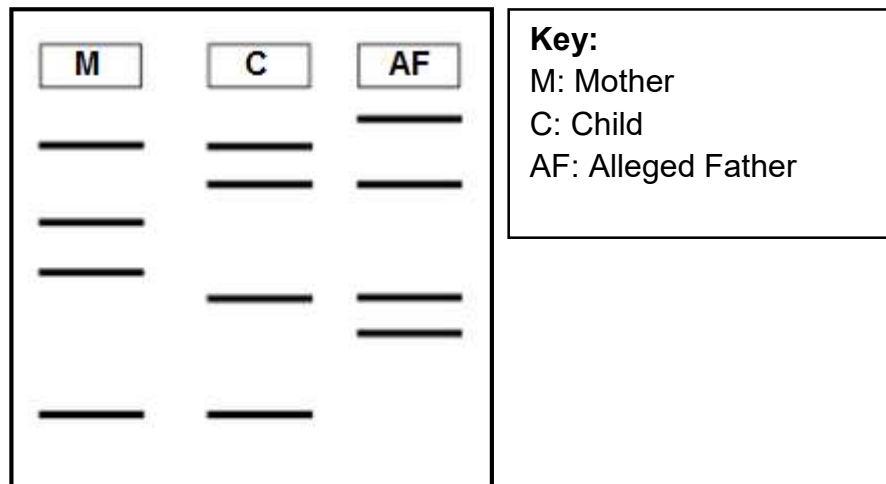 M
C
AF
Key:
M: Mother
C: Child
AF: Alleged Father